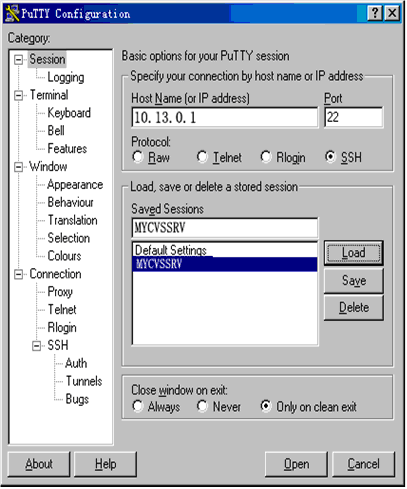 PuTTY Configuration
Category:
Session
Logging
Terminal
Keyboard
Bell
Features
Window
Appearance
Behaviour
Translation
Selection
Colours
Connection
Proxy
Telnet
Rlogin
SSH
Auth
Tunnels
Bugs
Basic options for your PuTTY session
Specify your connection by host name or IP address
Host Name (or IP address) Port
10.13.0.1 22
Protocol:
Raw Telnet Rlogin SSH
Load, save or delete a stored session
Saved Sessions
MYCVSSRV
Default Settings
MYCVSSRV
Load
Save
Delete
Close window on exit:
Always Never Only on clean exit
About Help Open Cancel